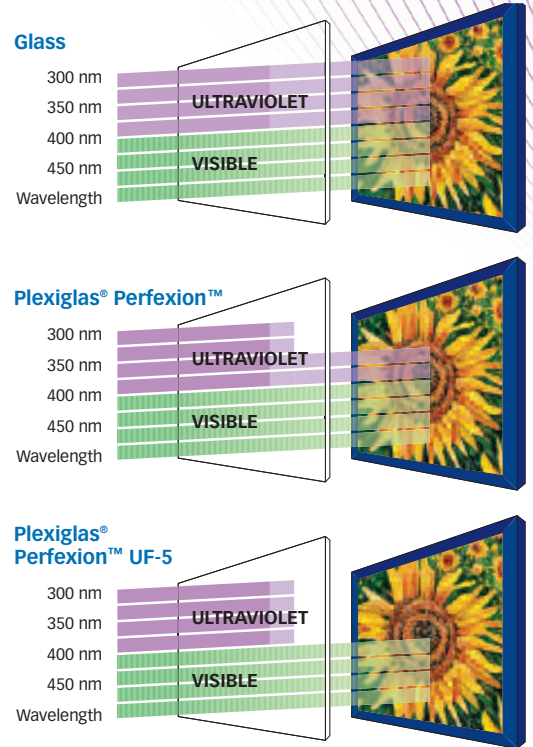 Glass
300 nm
ULTRAVIOLET
350 nm
400 nm
VISIBLE
450 nm
Wavelength
Plexiglas® Perfexion™
300 nm
ULTRAVIOLET
350 nm
400 nm
VISIBLE
450 nm
Wavelength
Plexiglas®
Perfexion™ UF-5
300 nm
ULTRAVIOLET
350 nm
400 nm
VISIBLE
450 nm
Wavelength